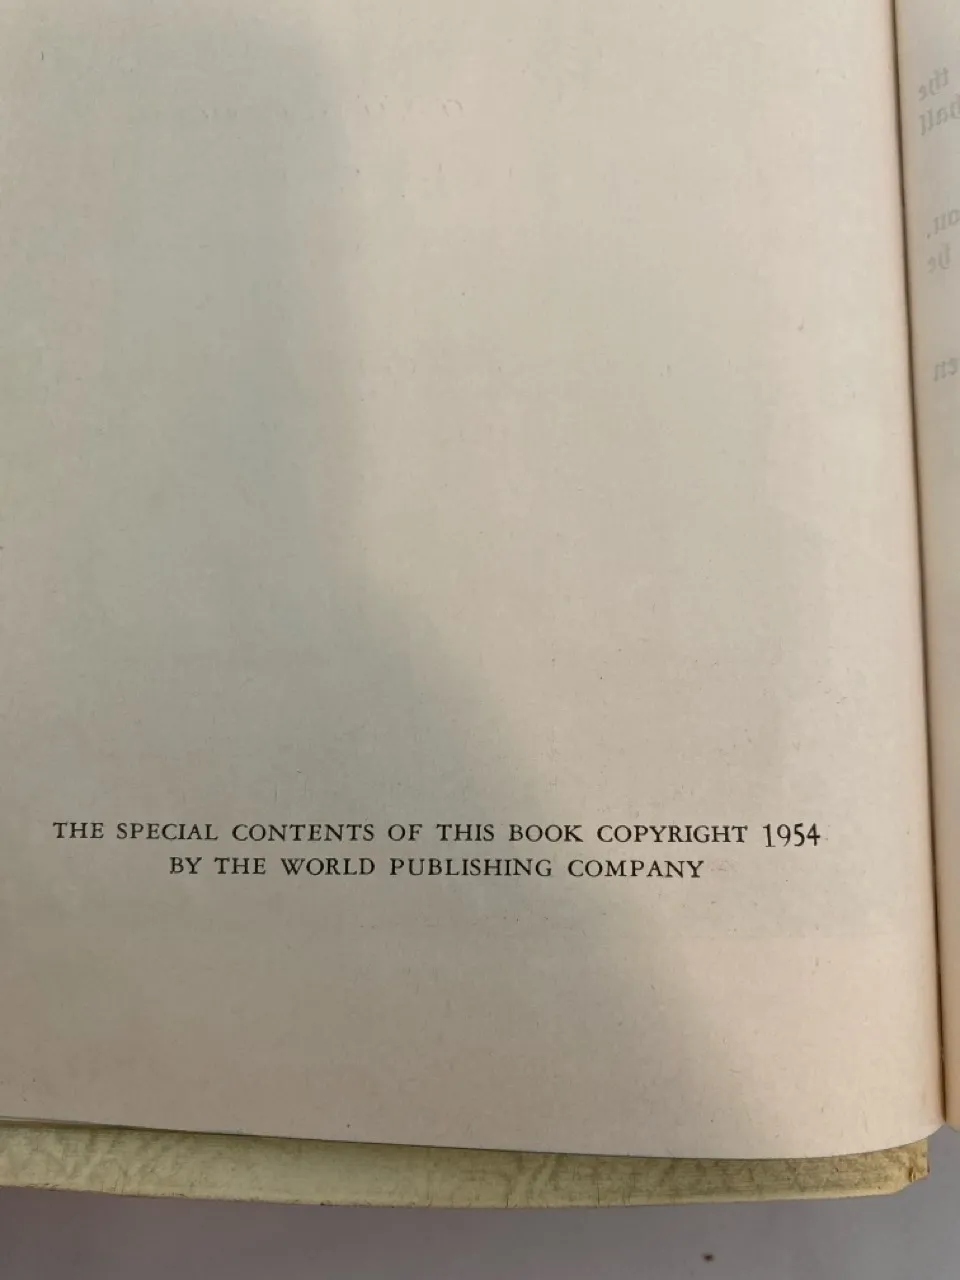 THE SPECIAL CONTENTS OF THIS BOOK COPYRIGHT 1954
BY THE WORLD PUBLISHING COMPANY